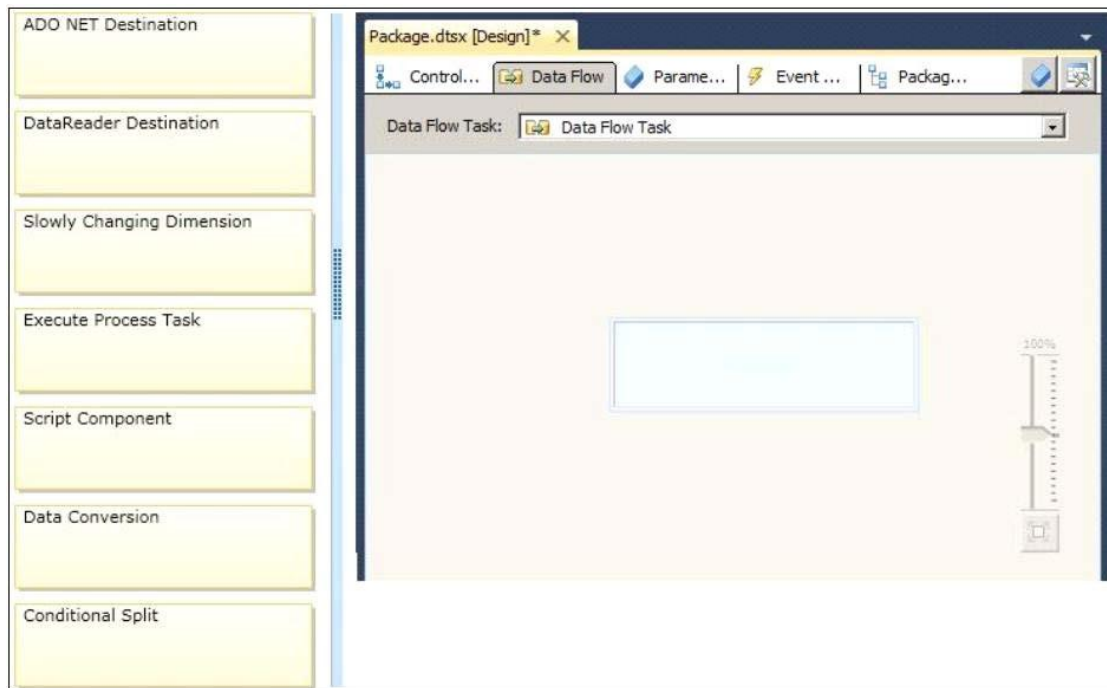 ADO NET Destination
DataReader Destination
Slowly Changing Dimension
Execute Process Task
Script Component
Data Conversion
Conditional Split
Package.dtsx [Design]*
Control... Data Flow Parame... Event ... Packag...
Data Flow Task: Data Flow Task
100%